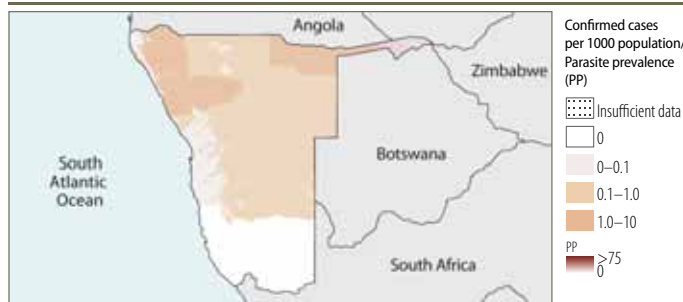 Angola
Zimbabwe
Botswana
South
Atlantic
Ocean
South Africa
Confirmed cases
per 1000 population/
Parasite prevalence
(PP)
Insufficient data
0
0–0.1
0.1–1.0
1.0–10
PP
>75
0